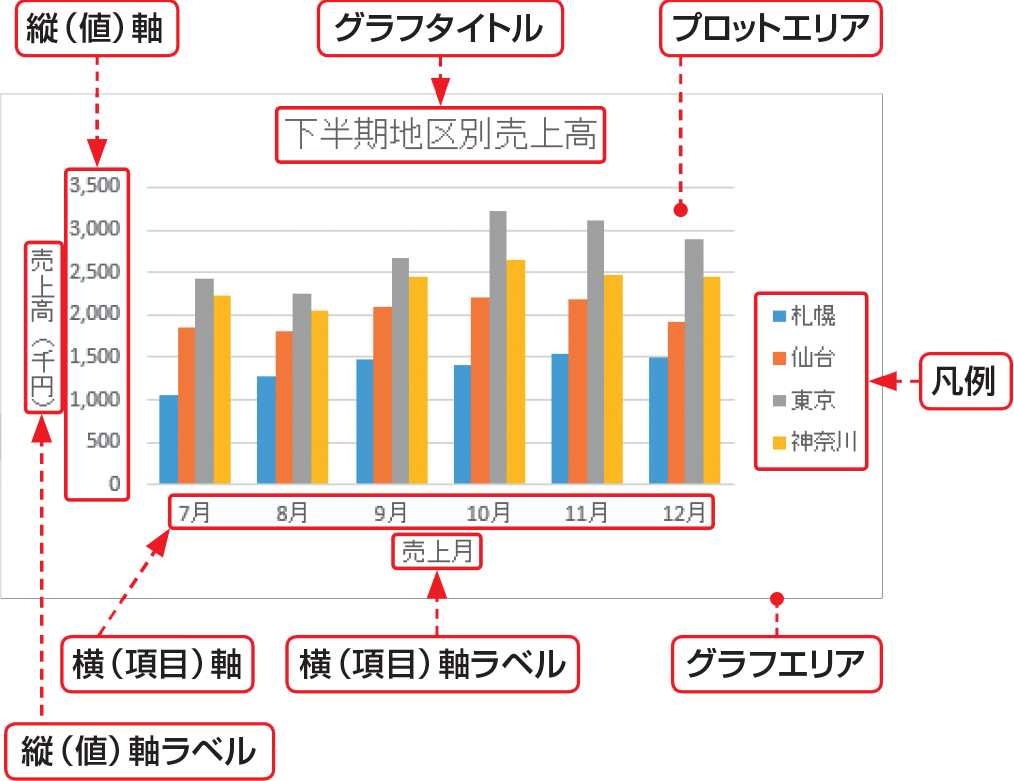 縦（値）軸
グラフタイトル
プロットエリア
下半期地区別売上高
3,500
3,000
2,500
2,000
1,500
1,000
500
0
売上高（千円）
札幌
仙台
東京
神奈川
凡例
7月
8月
9月
10月
11月
12月
売上月
横（項目）軸
横（項目）軸ラベル
グラフエリア
縦（値）軸ラベル